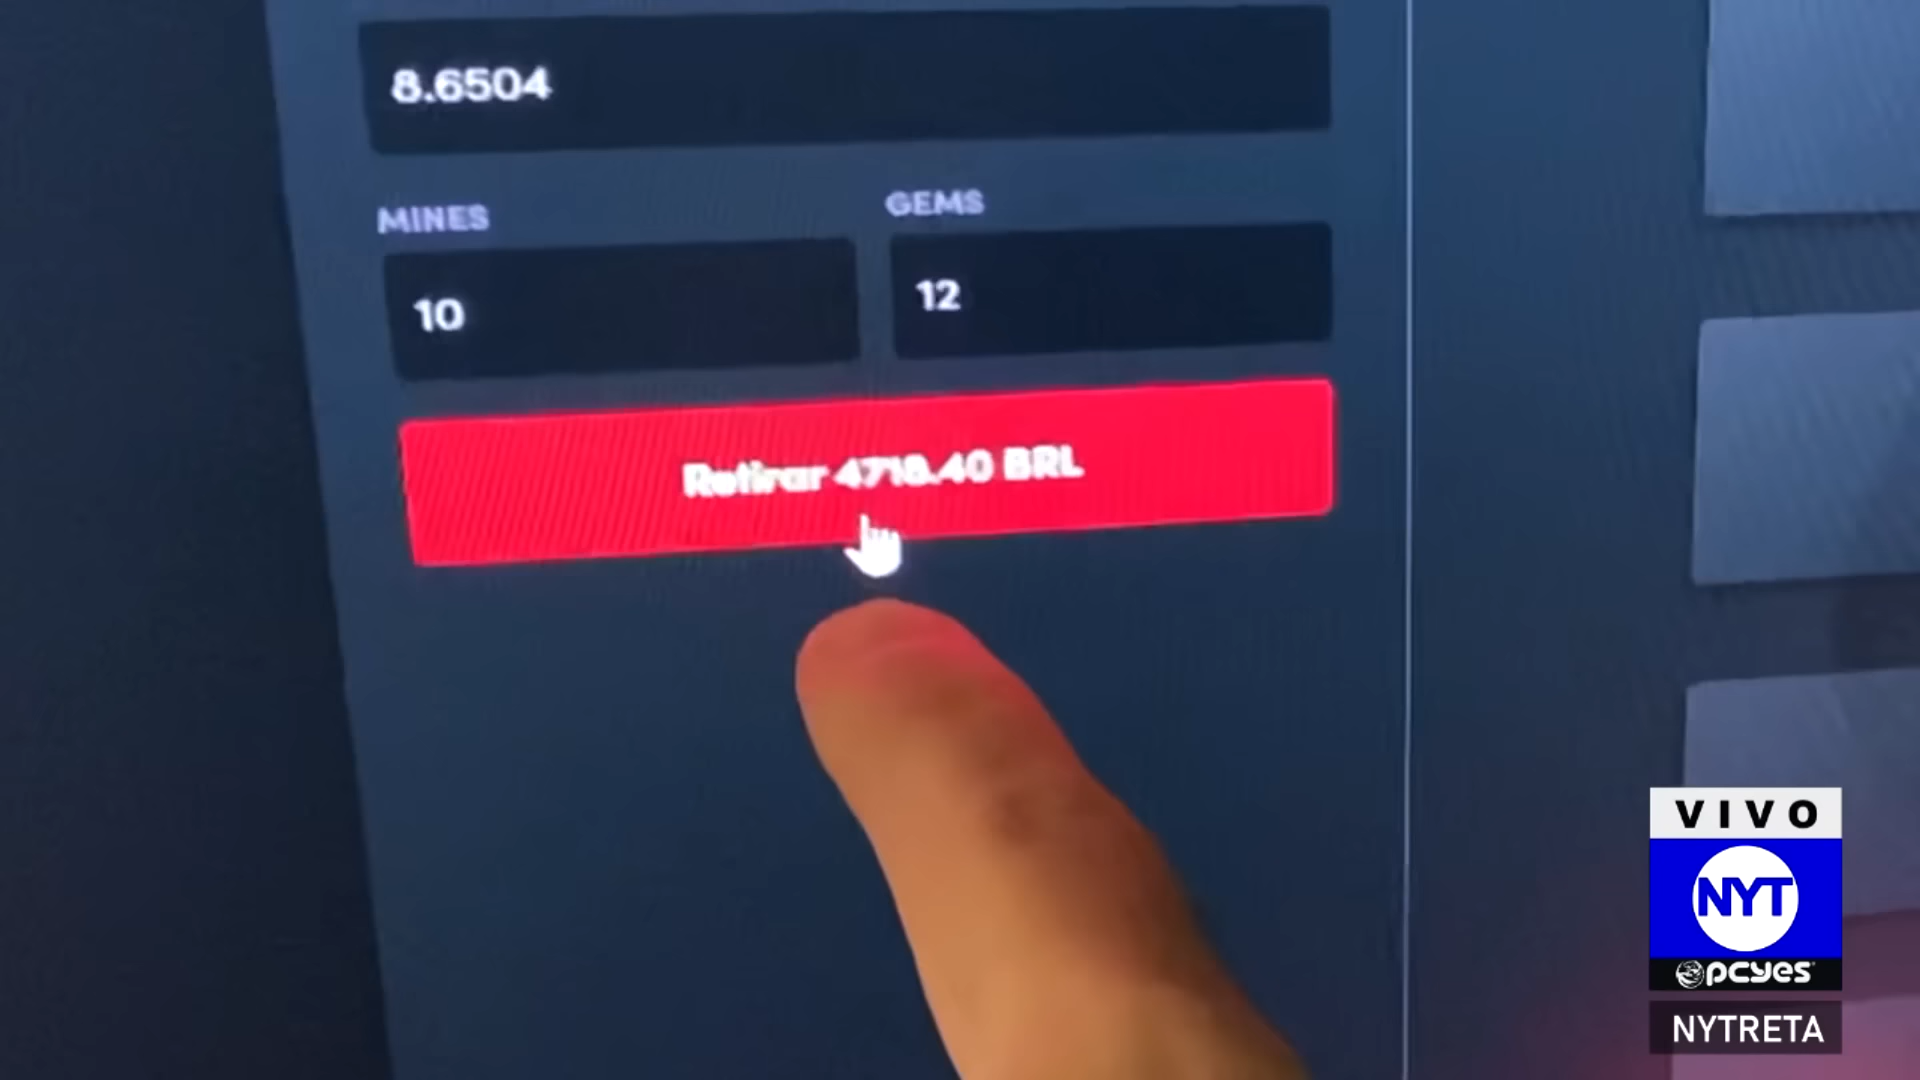 8.6504
MINES
GEMS
10
12
Retirar 4718.40 BRL
VIVO
NYT
pcyes
NYTRETA